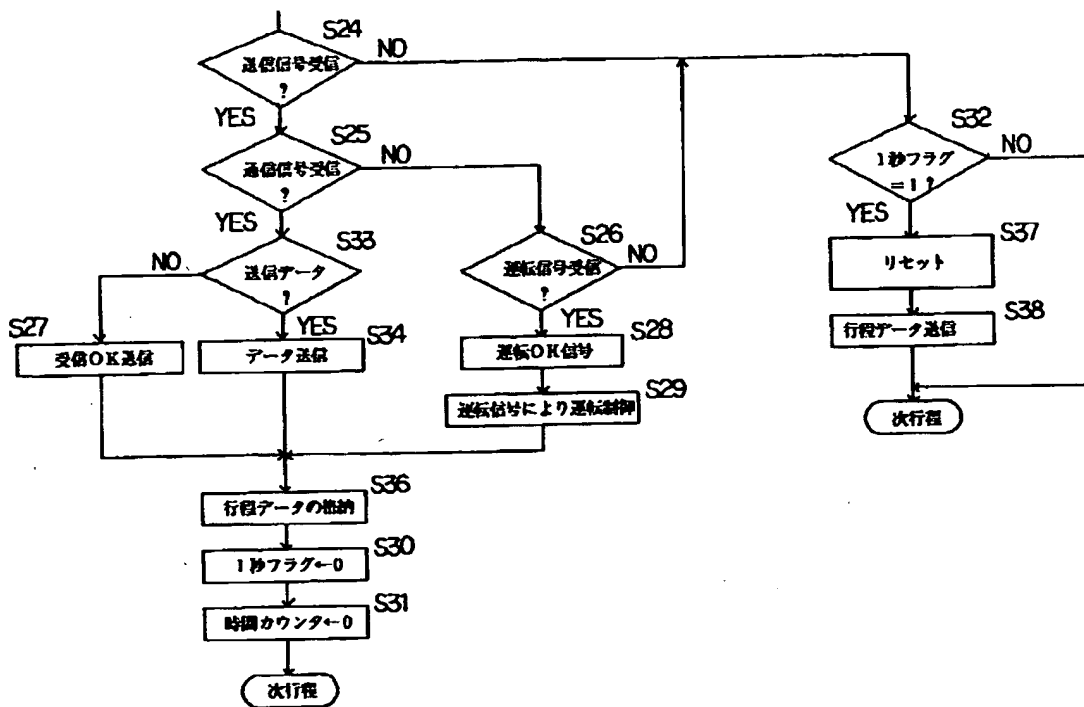 S24
送信信号受信
?
NO
YES
S25
通信信号受信
?
NO
YES
S33
送信データ
?
NO
YES
S27
受信OK送信
S34
データ送信
S26
運転信号受信
?
NO
YES
S28
運転OK信号
S29
運転信号により運転制御
S36
行程データの格納
S30
1秒フラグ←0
S31
時間カウンタ←0
次行程
S32
1秒フラグ
=1?
NO
YES
S37
リセット
S38
行程データ送信
次行程